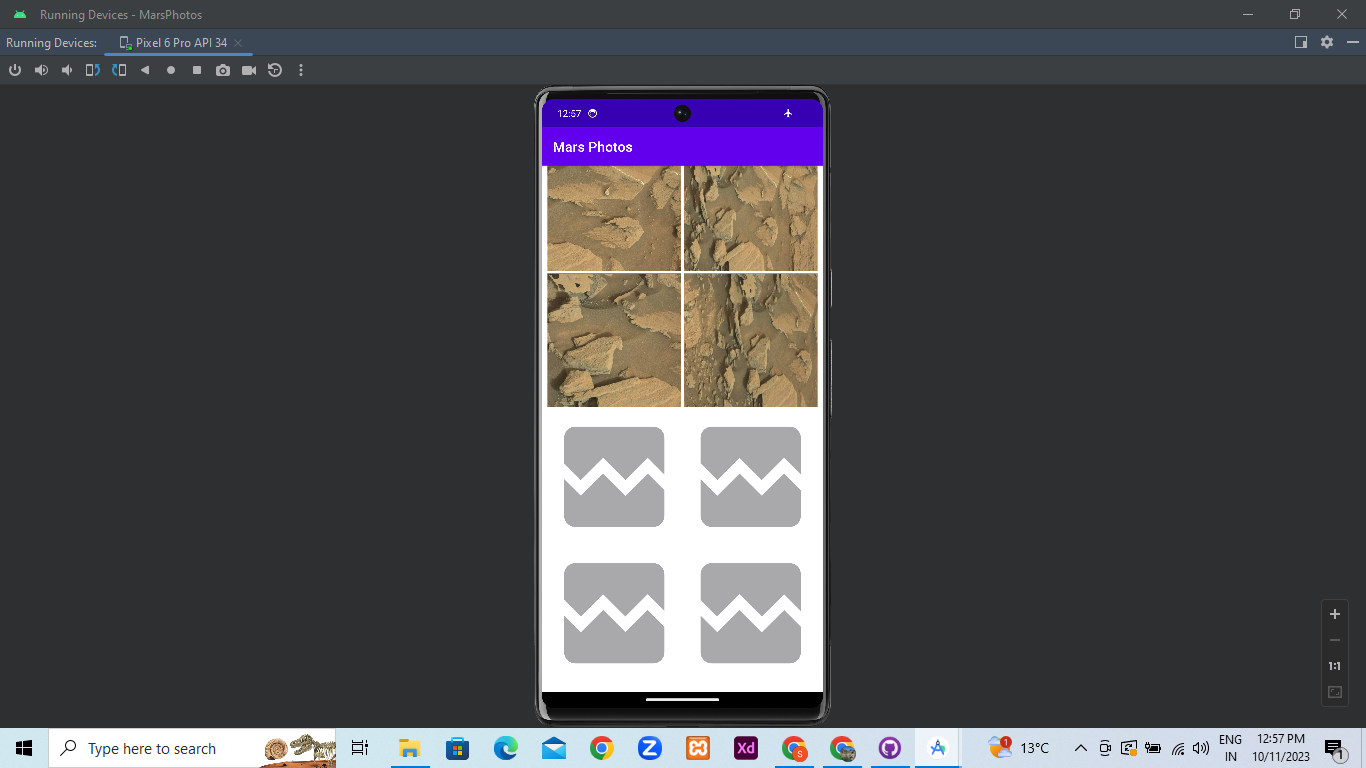 Running Devices - MarsPhotos
Running Devices:
Pixel 6 Pro API 34
12:57
Mars Photos
1:1
Type here to search
Z
Xd
S
1
13°C
ENG
IN
12:57 PM
10/11/2023
1